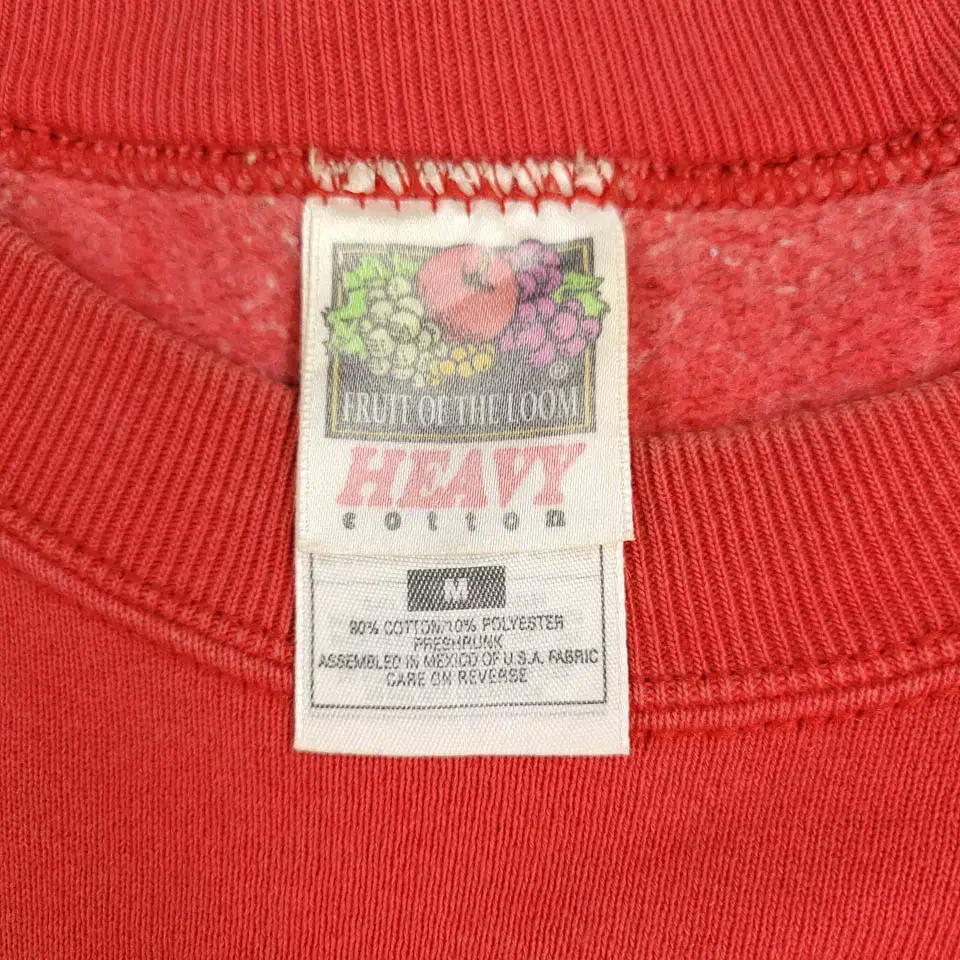 FRUIT OF THE LOOM
®
HEAVY
cotton
M
90% COTTON/10% POLYESTER
PRESHRUNK
ASSEMBLED IN MEXICO OF U.S.A. FABRIC
CARE ON REVERSE